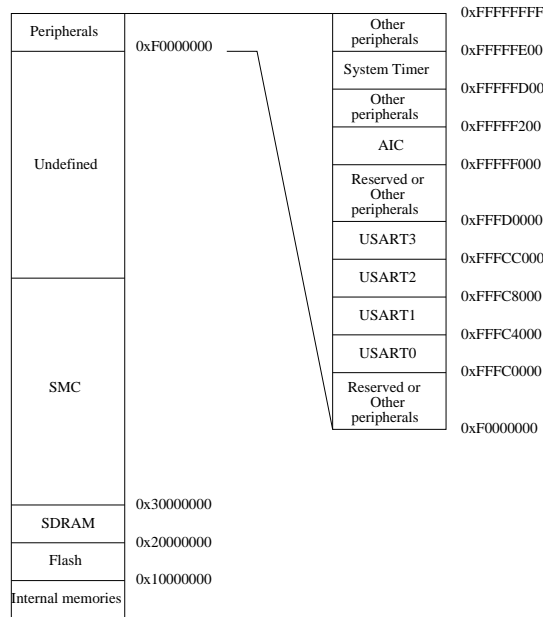 Peripherals
0xF0000000
Undefined
SMC
0x30000000
SDRAM
0x20000000
Flash
0x10000000
Internal memories
0xFFFFFFFF
Other
peripherals
0xFFFFFE00
System Timer
0xFFFFFD00
Other
peripherals
0xFFFFF200
AIC
0xFFFFF000
Reserved or
Other
peripherals
0xFFFD0000
USART3
0xFFFCC000
USART2
0xFFFC8000
USART1
0xFFFC4000
USART0
0xFFFC0000
Reserved or
Other
peripherals
0xF0000000